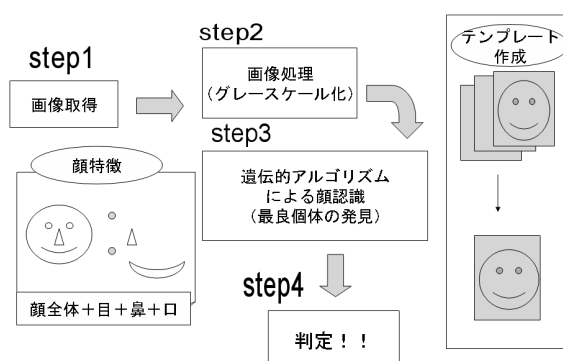 step1
画像取得
step2
画像処理
(グレースケール化)
step3
遺伝的アルゴリズム
による顔認識
(最良個体の発見)
step4
判定！！
顔特徴
顔全体＋目＋鼻＋口
テンプレート
作成